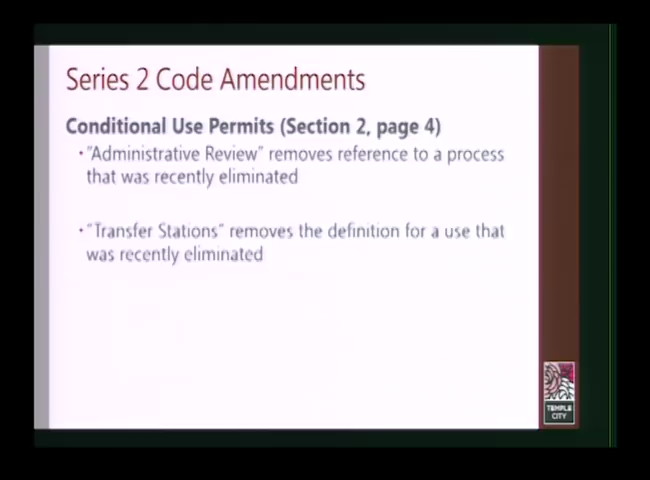 Series 2 Code Amendments
Conditional Use Permits (Section 2, page 4)
• "Administrative Review" removes reference to a process
that was recently eliminated
• "Transfer Stations" removes the definition for a use that
was recently eliminated
TEMPLE
CITY